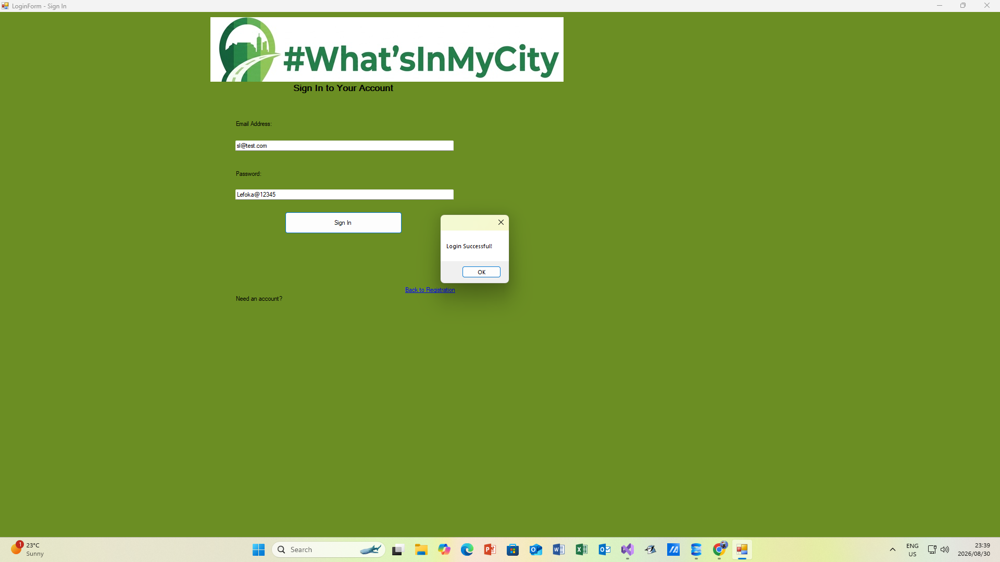 LoginForm - Sign In
#What'sInMyCity
Sign In to Your Account
Email Address:
sl@test.com
Password:
Lefoka@12345
Sign In
Login Successful!
OK
Back to Registration
Need an account?
1
23°C
Sunny
Search
ENG
US
23:39
2026/08/30